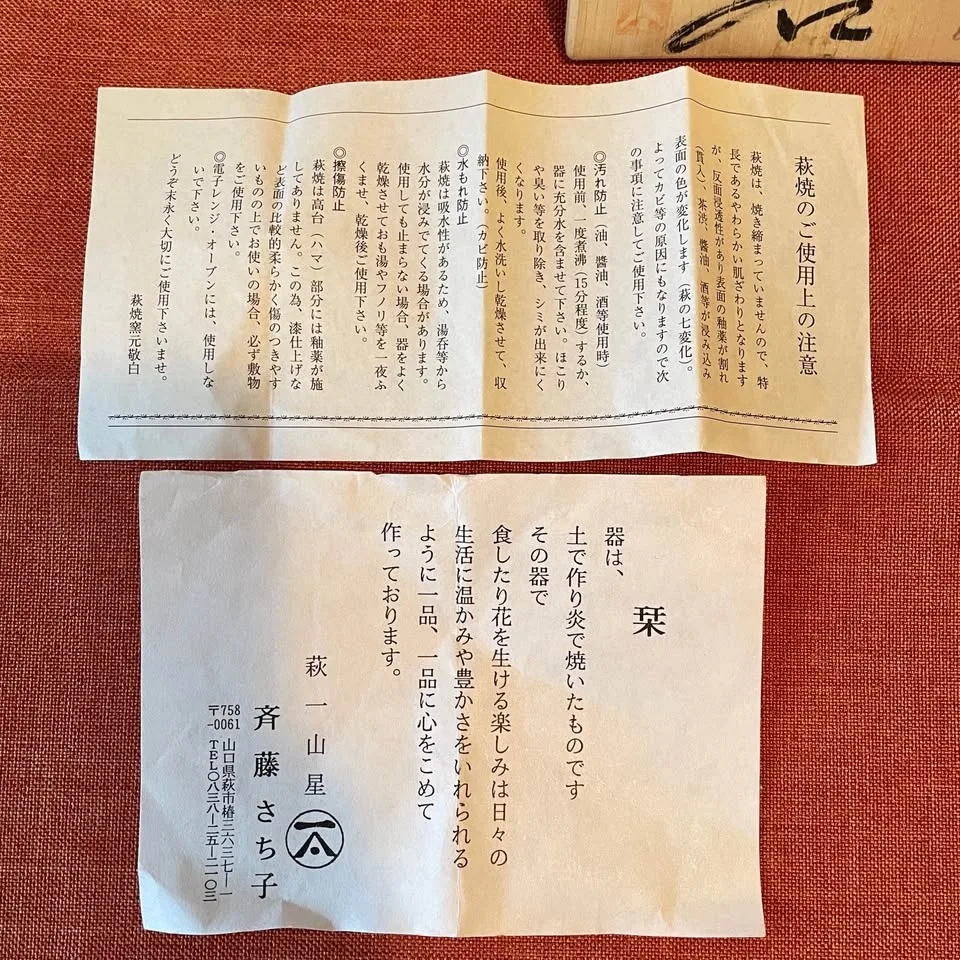 萩焼のご使用上の注意
萩焼は、焼き締まっていませんので、特
長であるやわらかい肌ざわりとなります
が、反面浸透性があり表面の釉薬が割れ
（貫入）、茶渋、醬油、酒等が浸み込み
表面の色が変化します（萩の七変化）。
よってカビ等の原因にもなりますので次
の事項に注意してご使用下さい。
◎汚れ防止（油、醬油、酒等使用時）
使用前、一度煮沸（15分程度）するか、
器に充分水を含ませて下さい。ほこり
や臭い等を取り除き、シミが出来にく
くなります。
使用後、よく水洗いし乾燥させて、収
納下さい。（カビ防止）
◎水もれ防止
萩焼は吸水性があるため、湯呑等から
水分が浸みでてくる場合があります。
使用しても止まらない場合、器をよく
乾燥させておも湯やフノリ等を一夜ふ
くませ、乾燥後ご使用下さい。
◎擦傷防止
萩焼は高台（ハマ）部分には釉薬が施
してありません。この為、漆仕上げな
ど表面の比較的柔らかく傷のつきやす
いものの上でお使いの場合、必ず敷物
をご使用下さい。
◎電子レンジ・オーブンには、使用しな
いで下さい。
どうぞ末永く大切にご使用下さいませ。
萩焼窯元敬白
栞
器は、
土で作り炎で焼いたものです
その器で
食したり花を生ける楽しみは日々の
生活に温かみや豊かさをいれられる
ように一品、一品に心をこめて
作っております。
萩一山星
斉藤さち子
〒758-0061 山口県萩市椿三六三七―一
TEL〇八三八―二五―二一〇三